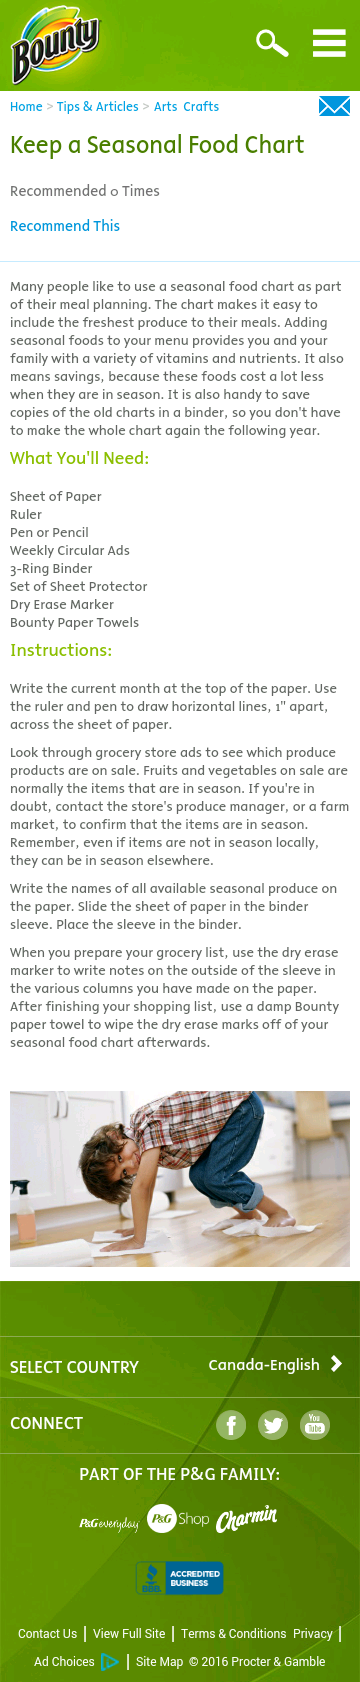 Bounty
Home > Tips & Articles > Arts Crafts
Keep a Seasonal Food Chart
Recommended 0 Times
Recommend This
Many people like to use a seasonal food chart as part
of their meal planning. The chart makes it easy to
include the freshest produce to their meals. Adding
seasonal foods to your menu provides you and your
family with a variety of vitamins and nutrients. It also
means savings, because these foods cost a lot less
when they are in season. It is also handy to save
copies of the old charts in a binder, so you don't have
to make the whole chart again the following year.
What You'll Need:
Sheet of Paper
Ruler
Pen or Pencil
Weekly Circular Ads
3-Ring Binder
Set of Sheet Protector
Dry Erase Marker
Bounty Paper Towels
Instructions:
Write the current month at the top of the paper. Use
the ruler and pen to draw horizontal lines, 1" apart,
across the sheet of paper.
Look through grocery store ads to see which produce
products are on sale. Fruits and vegetables on sale are
normally the items that are in season. If you're in
doubt, contact the store's produce manager, or a farm
market, to confirm that the items are in season.
Remember, even if items are not in season locally,
they can be in season elsewhere.
Write the names of all available seasonal produce on
the paper. Slide the sheet of paper in the binder
sleeve. Place the sleeve in the binder.
When you prepare your grocery list, use the dry erase
marker to write notes on the outside of the sleeve in
the various columns you have made on the paper.
After finishing your shopping list, use a damp Bounty
paper towel to wipe the dry erase marks off of your
seasonal food chart afterwards.
SELECT COUNTRY Canada-English
CONNECT f You Tube
PART OF THE P&G FAMILY:
P&G everyday P&G Shop Charmin
BBB. ACCREDITED
BUSINESS
Contact Us | View Full Site | Terms & Conditions Privacy |
Ad Choices | Site Map © 2016 Procter & Gamble